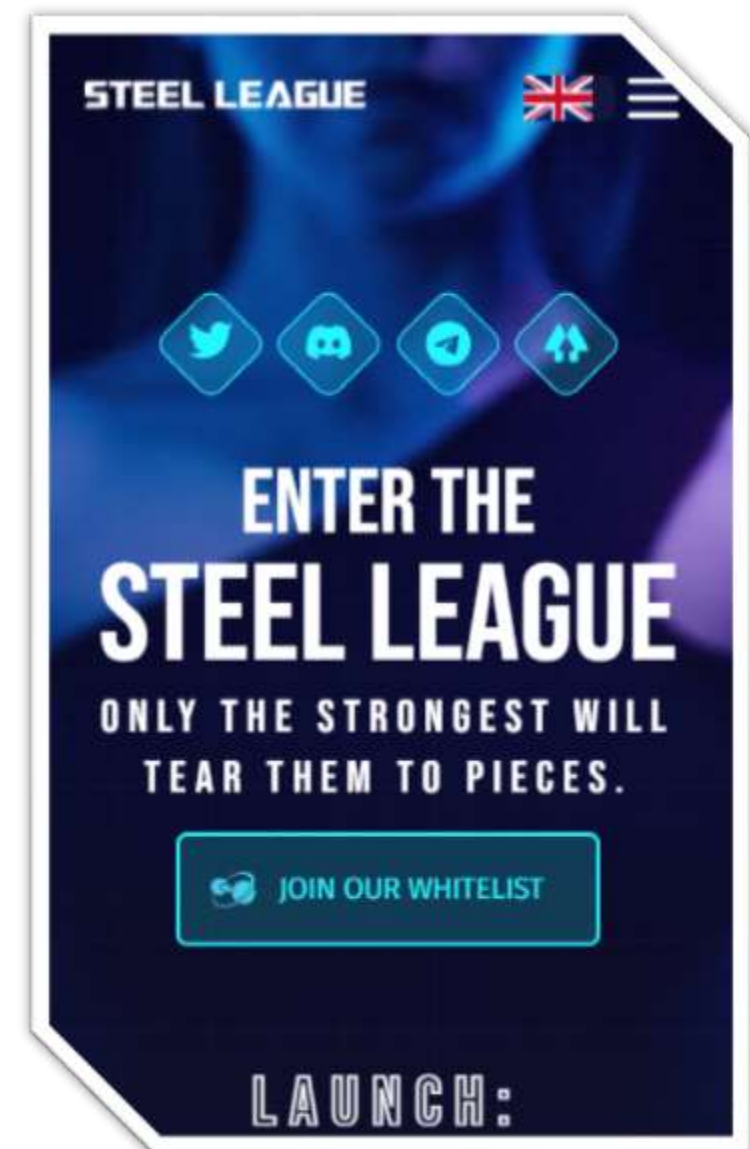 STEEL LEAGUE
ENTER THE
STEEL LEAGUE
ONLY THE STRONGEST WILL
TEAR THEM TO PIECES.
JOIN OUR WHITELIST
LAUNCH: